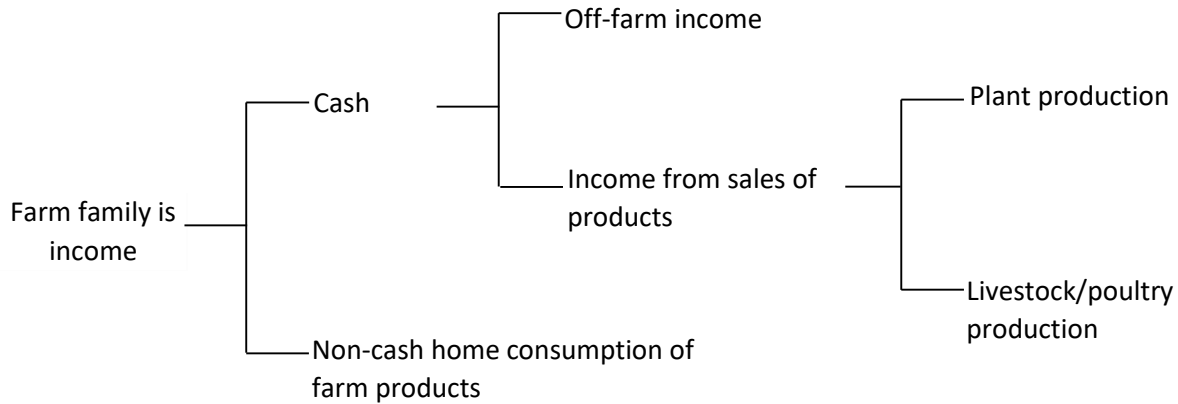 Off-farm income
Cash
Plant production
Income from sales of
products
Farm family is
income
Livestock/poultry
production
Non-cash home consumption of
farm products